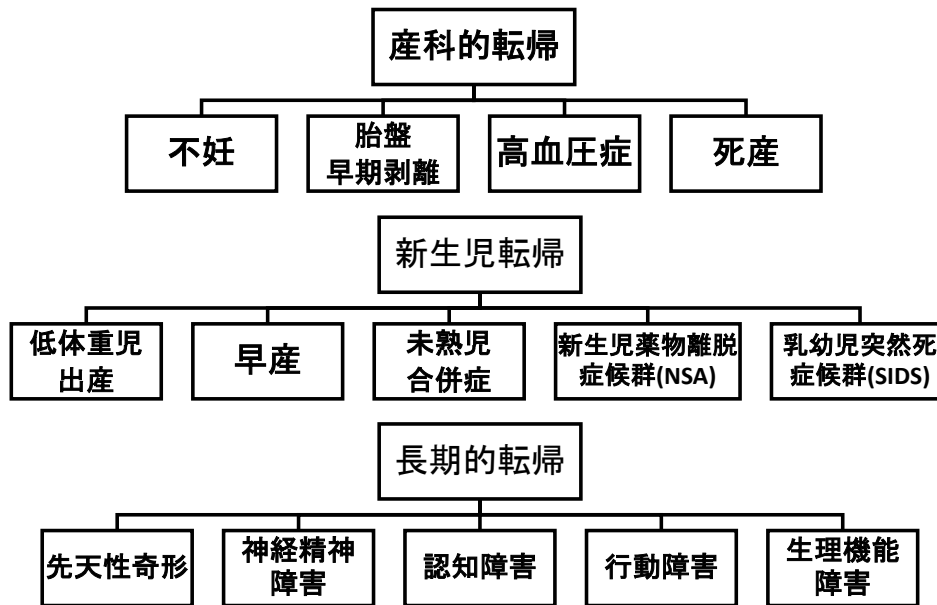 産科的転帰
不妊
胎盤
早期剥離
高血圧症
死産
新生児転帰
低体重児
出産
早産
未熟児
合併症
新生児薬物離脱
症候群(NSA)
乳幼児突然死
症候群(SIDS)
長期的転帰
先天性奇形
神経精神
障害
認知障害
行動障害
生理機能
障害